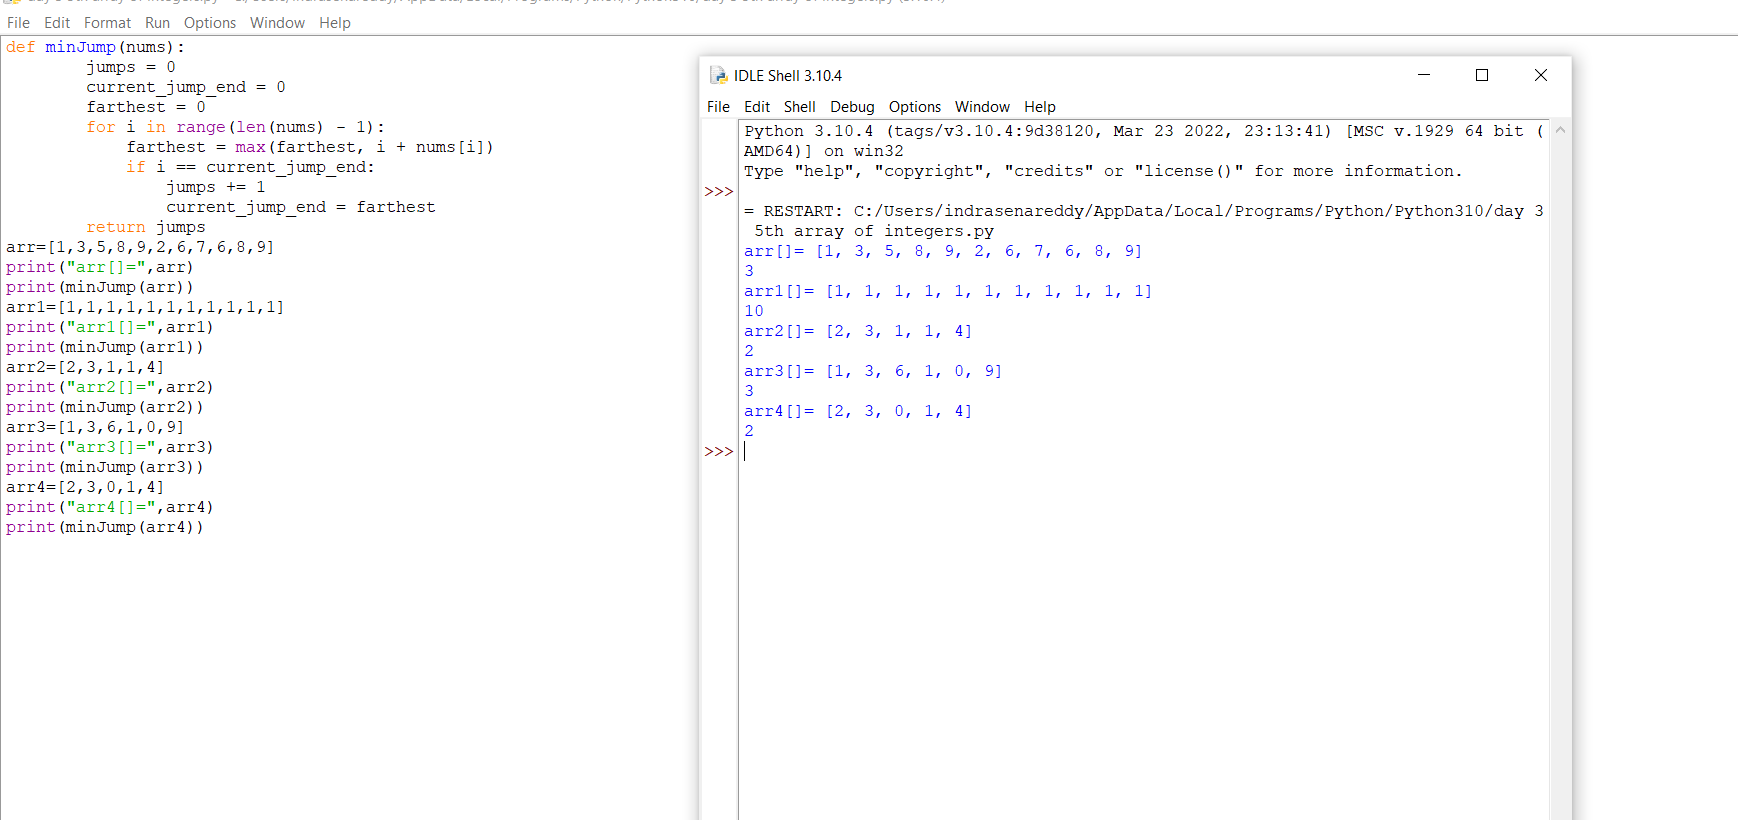 File Edit Format Run Options Window Help
def minJump(nums):
        jumps = 0
        current_jump_end = 0
        farthest = 0
        for i in range(len(nums) - 1):
            farthest = max(farthest, i + nums[i])
            if i == current_jump_end:
                jumps += 1
                current_jump_end = farthest
        return jumps
arr=[1,3,5,8,9,2,6,7,6,8,9]
print("arr[]=",arr)
print(minJump(arr))
arr1=[1,1,1,1,1,1,1,1,1,1,1]
print("arr1[]=",arr1)
print(minJump(arr1))
arr2=[2,3,1,1,4]
print("arr2[]=",arr2)
print(minJump(arr2))
arr3=[1,3,6,1,0,9]
print("arr3[]=",arr3)
print(minJump(arr3))
arr4=[2,3,0,1,4]
print("arr4[]=",arr4)
print(minJump(arr4))
IDLE Shell 3.10.4
File Edit Shell Debug Options Window Help
Python 3.10.4 (tags/v3.10.4:9d38120, Mar 23 2022, 23:13:41) [MSC v.1929 64 bit (
AMD64)] on win32
Type "help", "copyright", "credits" or "license()" for more information.
>>>
= RESTART: C:/Users/indrasenareddy/AppData/Local/Programs/Python/Python310/day 3
 5th array of integers.py
arr[]= [1, 3, 5, 8, 9, 2, 6, 7, 6, 8, 9]
3
arr1[]= [1, 1, 1, 1, 1, 1, 1, 1, 1, 1, 1]
10
arr2[]= [2, 3, 1, 1, 4]
2
arr3[]= [1, 3, 6, 1, 0, 9]
3
arr4[]= [2, 3, 0, 1, 4]
2
>>>